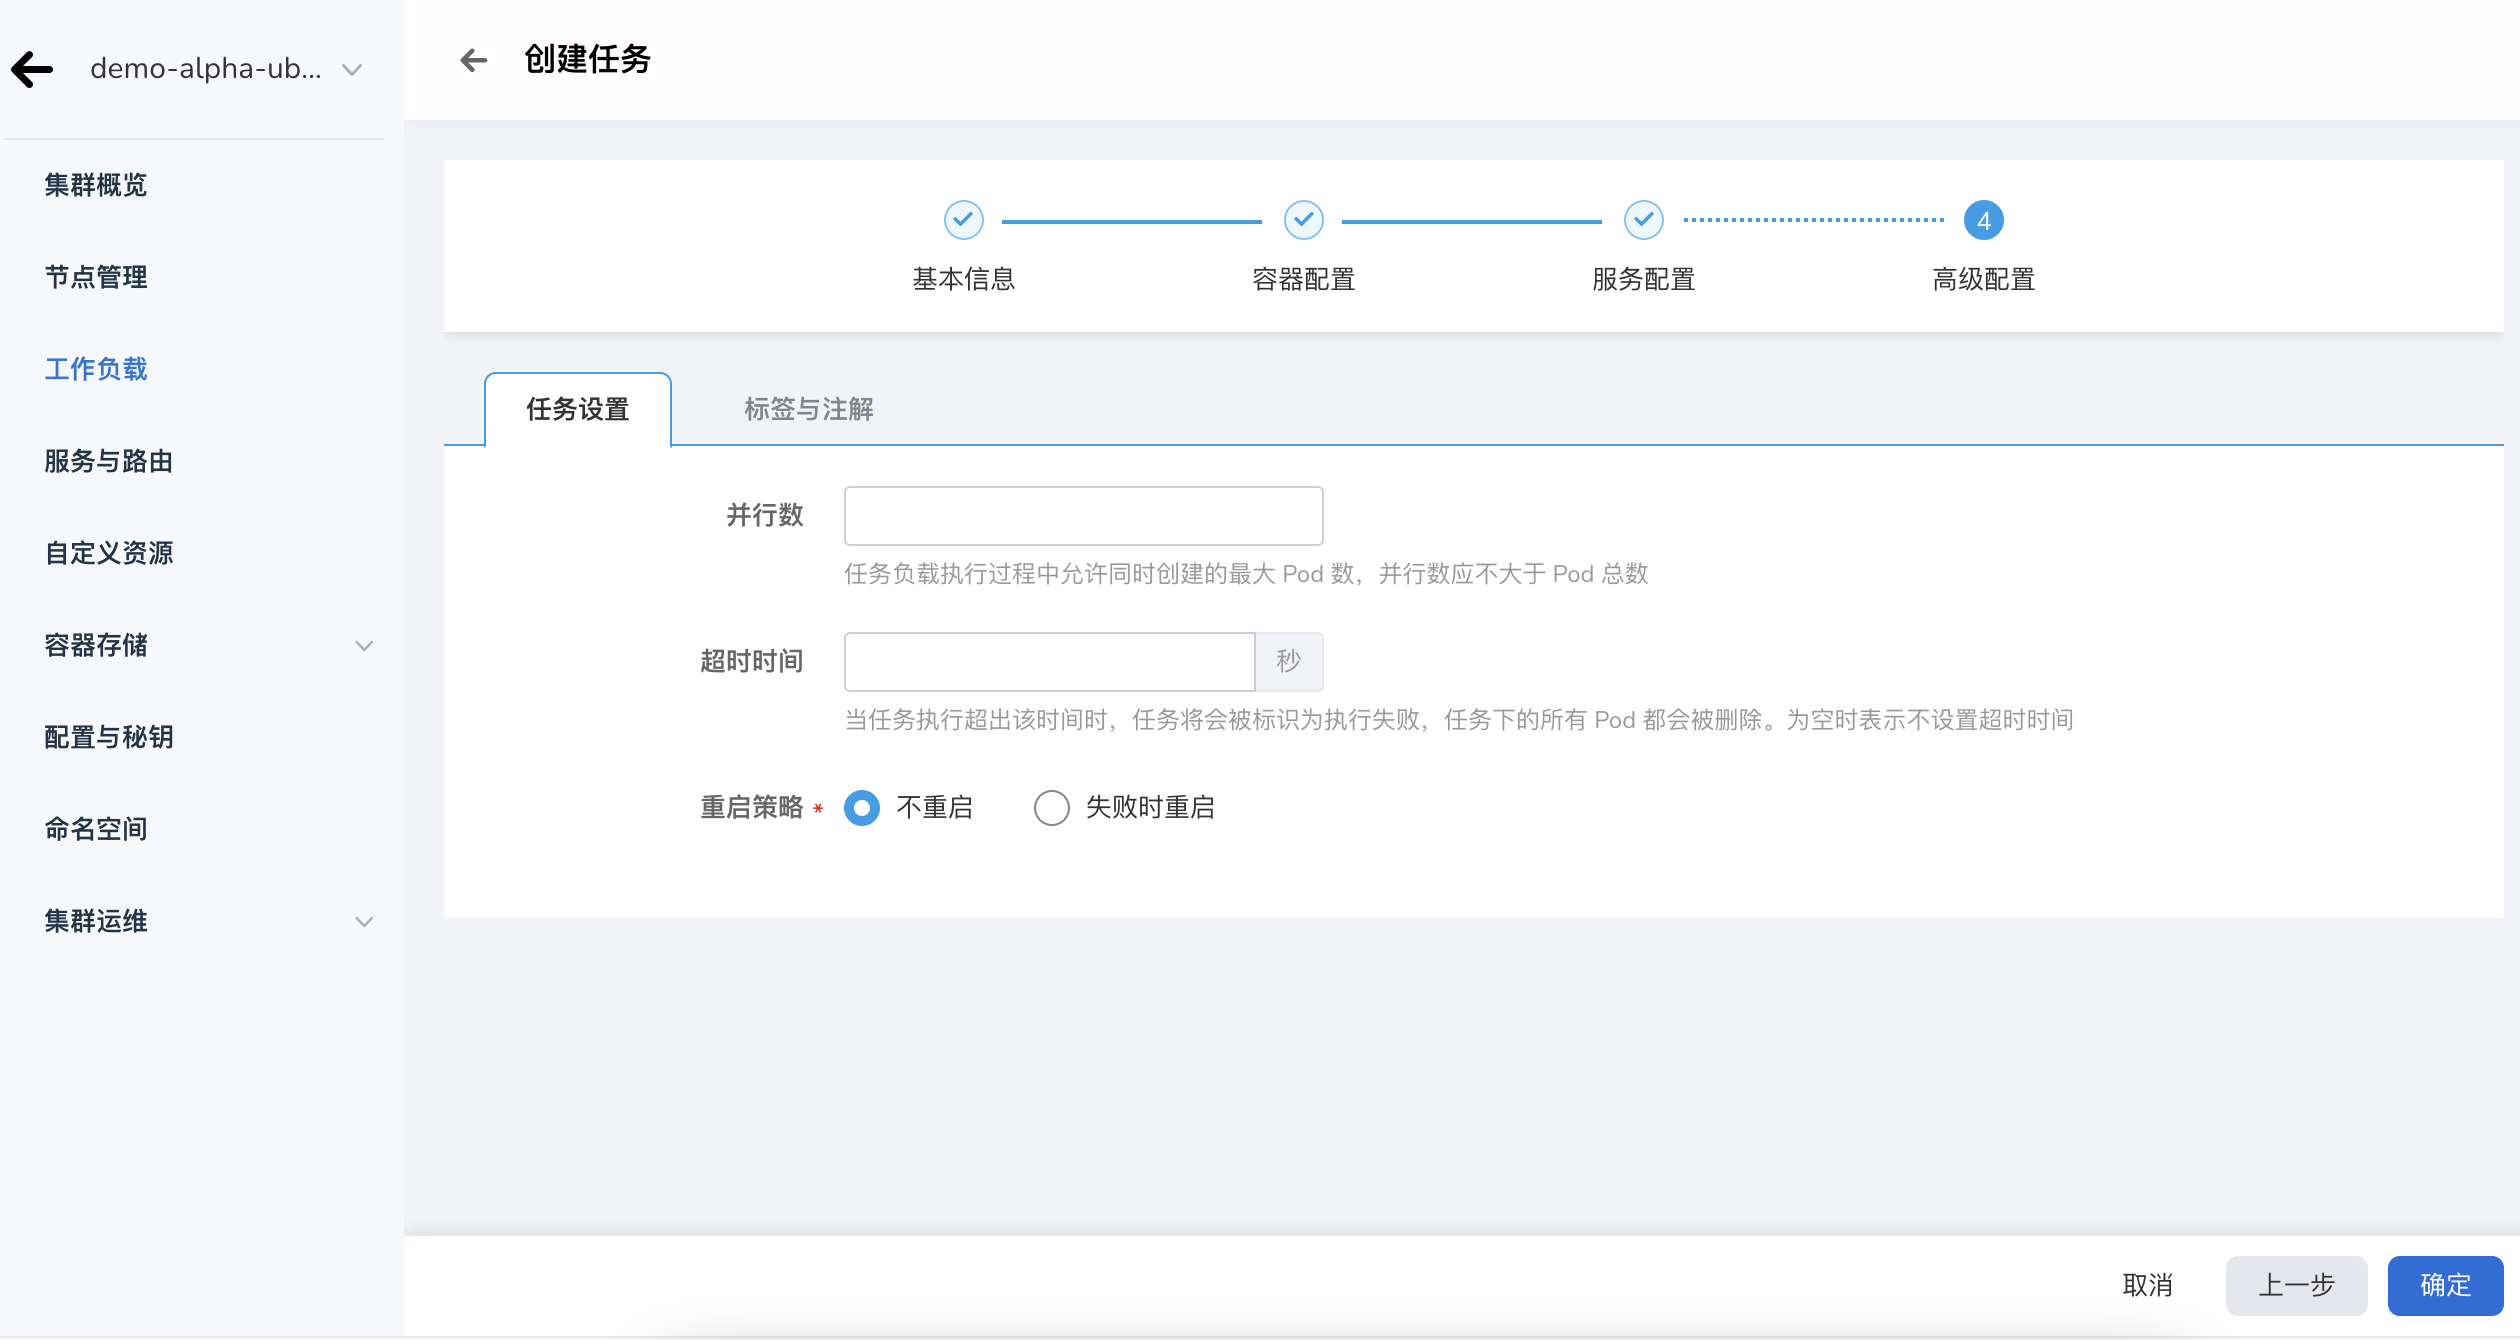 demo-alpha-ub...
集群概览
节点管理
工作负载
服务与路由
自定义资源
容器存储
配置与秘钥
命名空间
集群运维
创建任务
4
基本信息 容器配置 服务配置 高级配置
任务设置 标签与注解
并行数
任务负载执行过程中允许同时创建的最大 Pod 数，并行数应不大于 Pod 总数
超时时间 秒
当任务执行超出该时间时，任务将会被标识为执行失败，任务下的所有 Pod 都会被删除。为空时表示不设置超时时间
重启策略 * 不重启 失败时重启
取消 上一步 确定